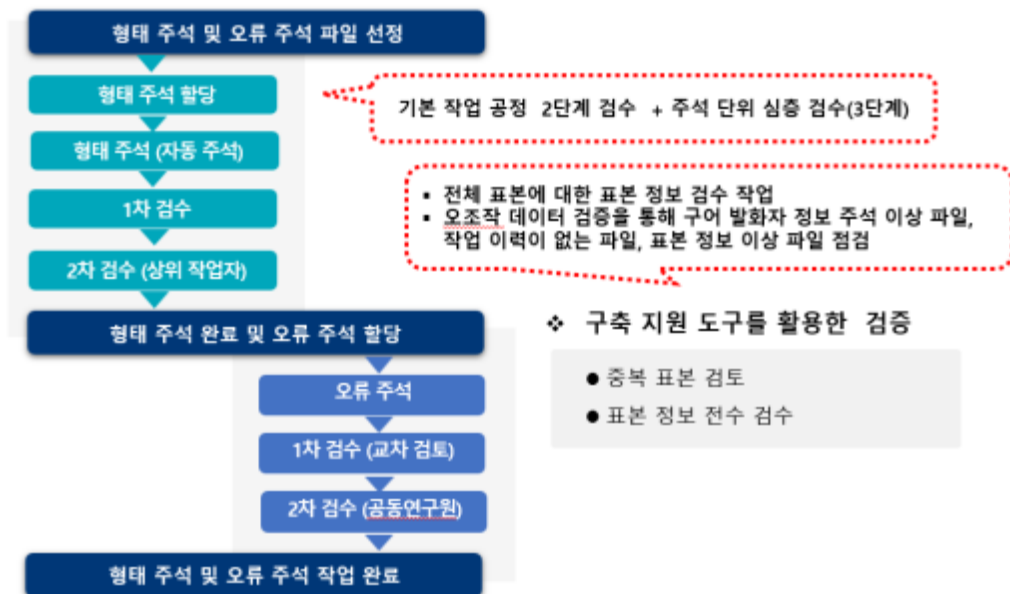 형태 주석 및 오류 주석 파일 선정
형태 주석 할당
형태 주석 (자동 주석)
1차 검수
2차 검수 (상위 작업자)
형태 주석 완료 및 오류 주석 할당
오류 주석
1차 검수 (교차 검토)
2차 검수 (공동연구원)
형태 주석 및 오류 주석 작업 완료
기본 작업 공정 2단계 검수 + 주석 단위 심층 검수(3단계)
▪ 전체 표본에 대한 표본 정보 검수 작업
▪ 오조작 데이터 검증을 통해 구어 발화자 정보 주석 이상 파일,
작업 이력이 없는 파일, 표본 정보 이상 파일 점검
❖ 구축 지원 도구를 활용한 검증
● 중복 표본 검토
● 표본 정보 전수 검수